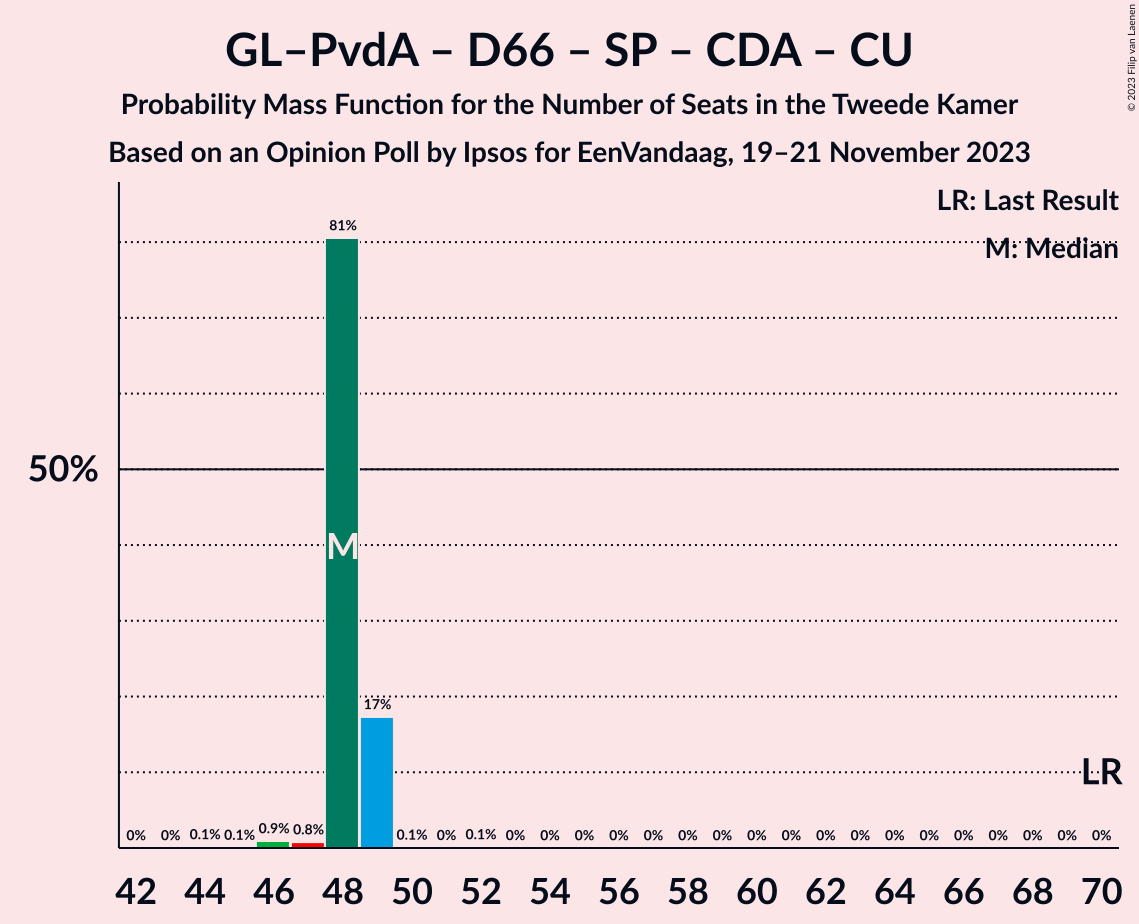 GL–PvdA – D66 – SP – CDA – CU
Probability Mass Function for the Number of Seats in the Tweede Kamer
Based on an Opinion Poll by Ipsos for EenVandaag, 19–21 November 2023
© 2023 Filip van Laenen
LR: Last Result
M: Median
81%
50%
M
17%
LR
0% 0% 0.1% 0.1% 0.9% 0.8% 0.1% 0% 0.1% 0% 0% 0% 0% 0% 0% 0% 0% 0% 0% 0% 0% 0% 0% 0% 0% 0% 0%
42 44 46 48 50 52 54 56 58 60 62 64 66 68 70